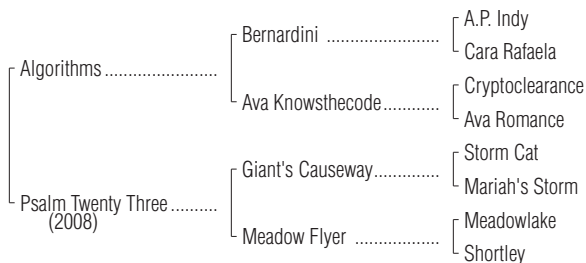 A.P. Indy
Bernardini ....................
Cara Rafaela
Algorithms ....................
Cryptoclearance
Ava Knowsthecode ..........
Ava Romance
Storm Cat
Giant's Causeway ............
Mariah's Storm
Psalm Twenty Three .........
(2008)
Meadowlake
Meadow Flyer ................
Shortley